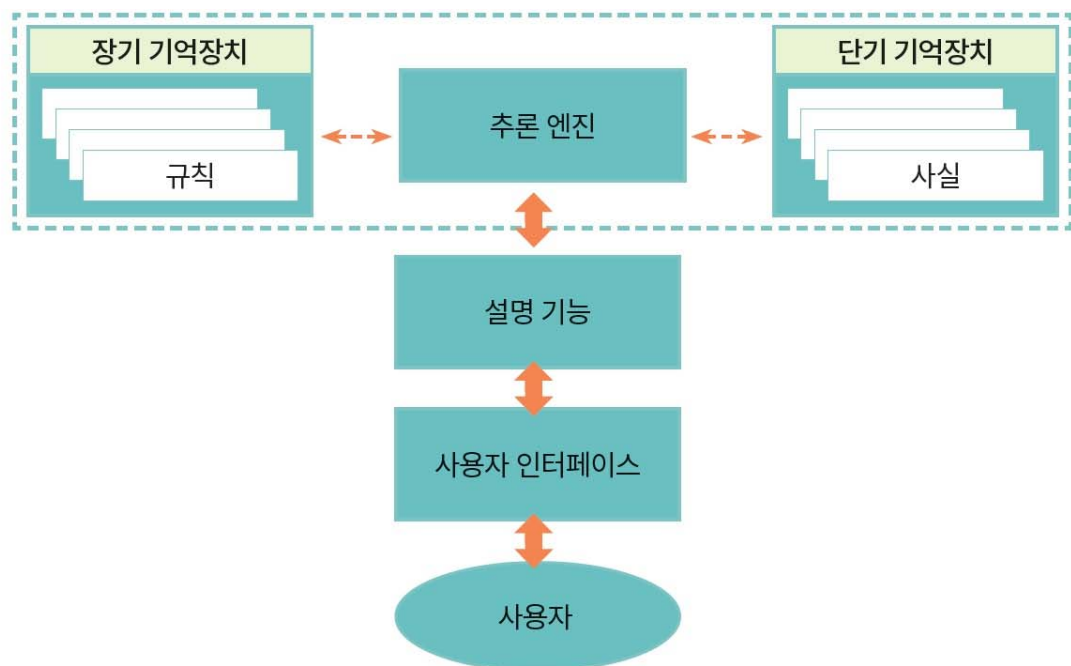 장기 기억장치
단기 기억장치
추론 엔진
규칙
사실
설명 기능
사용자 인터페이스
사용자